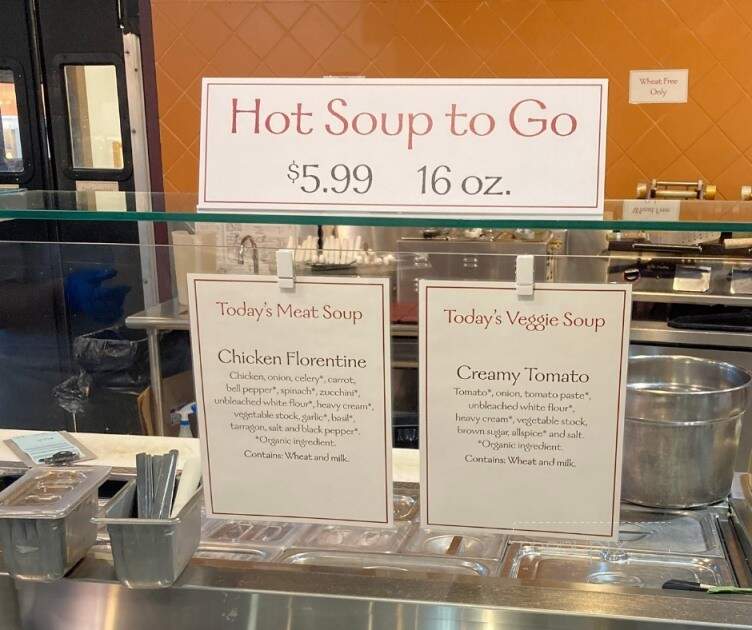 Wheat Free
Only
Hot Soup to Go
$5.99 16 oz.
Today's Meat Soup
Chicken Florentine
Chicken, onion, celery*, carrot,
bell pepper*, spinach*, zucchini*,
unbleached white flour*, heavy cream*,
vegetable stock, garlic*, basil*,
tarragon, salt and black pepper*.
*Organic ingredient.
Contains: Wheat and milk.
Today's Veggie Soup
Creamy Tomato
Tomato*, onion, tomato paste*,
unbleached white flour*,
heavy cream*, vegetable stock,
brown sugar, allspice* and salt.
*Organic ingredient.
Contains: Wheat and milk.